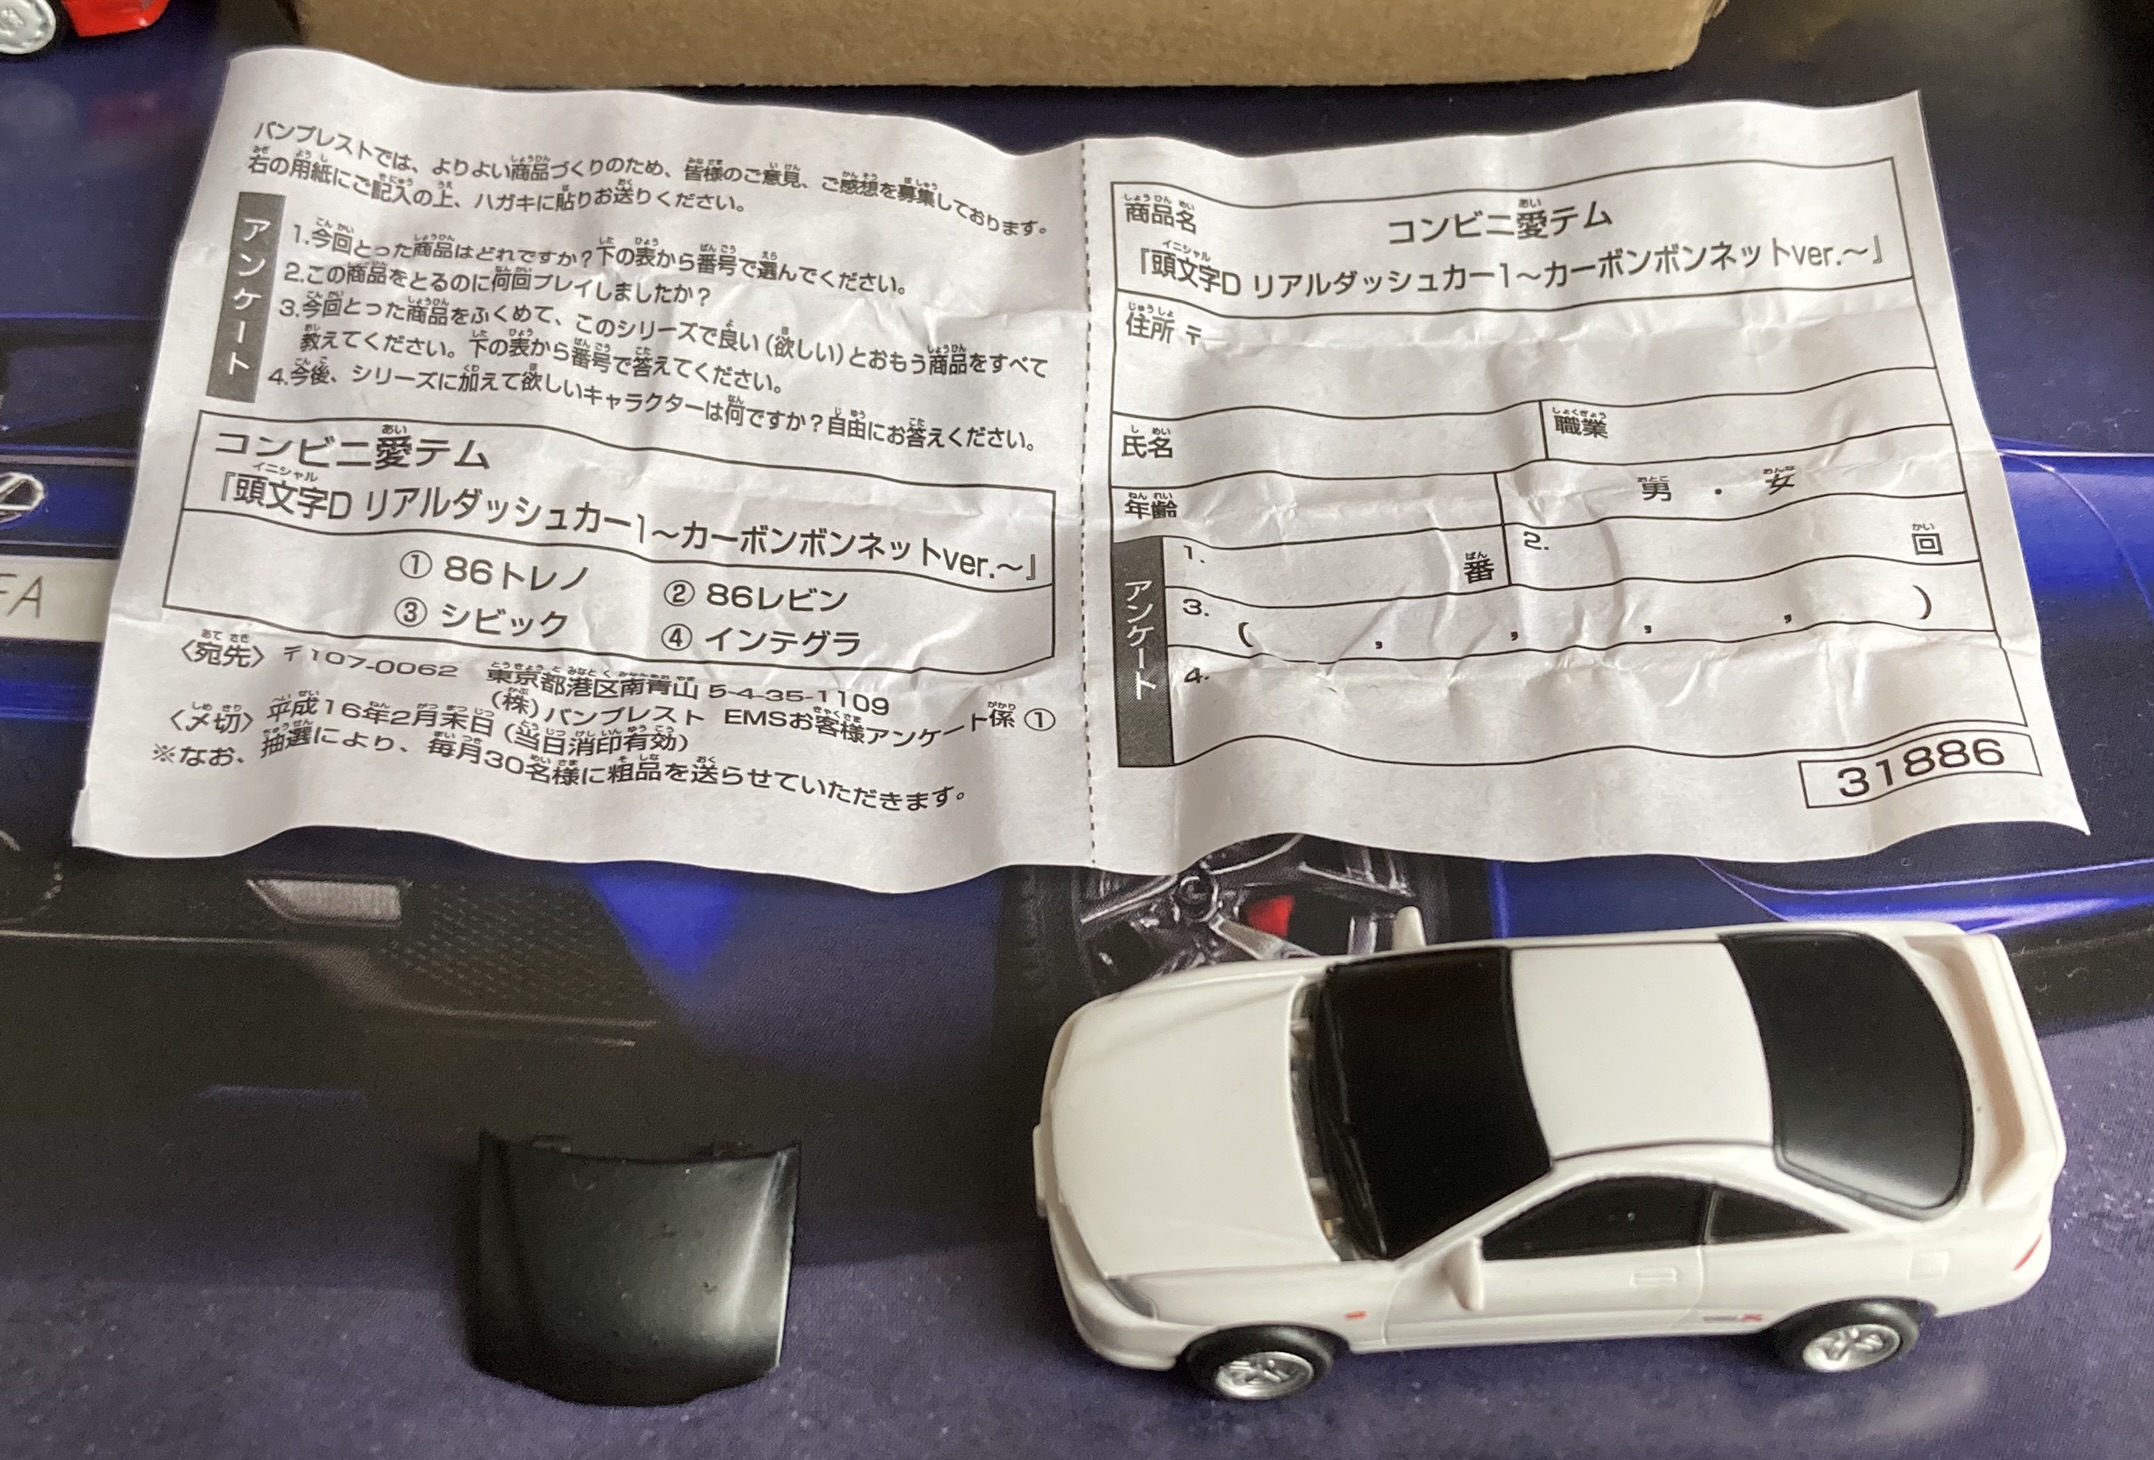 バンプレストでは、よりよい商品づくりのため、皆様のご意見、ご感想を募集しております。
右の用紙にご記入の上、ハガキに貼りお送りください。
アンケート
1.今回とった商品はどれですか?下の表から番号で選んでください。
2.この商品をとるのに何回プレイしましたか?
3.今回とった商品をふくめて、このシリーズで良い(欲しい)とおもう商品をすべて
教えてください。下の表から番号で答えてください。
4.今後、シリーズに加えて欲しいキャラクターは何ですか?自由にお答えください。
コンビニ愛テム
『頭文字D リアルダッシュカー1~カーボンボンネットver.~』
① 86トレノ ② 86レビン
③ シビック ④ インテグラ
〈宛先〉〒107-0062 東京都港区南青山 5-4-35-1109
(株)バンプレスト EMSお客様アンケート係 ①
〈〆切〉平成16年2月末日(当日消印有効)
※なお、抽選により、毎月30名様に粗品を送らせていただきます。
商品名
コンビニ愛テム
『頭文字D リアルダッシュカー1~カーボンボンネットver.~』
住所 〒
氏名 職業
年齢 男・女
アンケート
1. 番 2. 回
3. ( , , , , )
4.
31886
FA